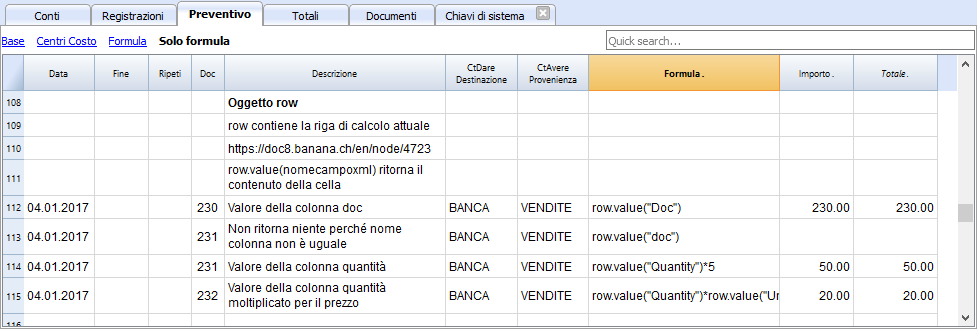 Conti Registrazioni Preventivo Totali Documenti Chiavi di sistema
Base Centri Costo Formula Solo formula Quick search...
Data Fine Ripeti Doc Descrizione CtDare Destinazione CtAvere Provenienza Formula . Importo . Totale .
108 Oggetto row
109 row contiene la riga di calcolo attuale
110 https://doc8.banana.ch/en/node/4723
111 row.value(nomecampoxml) ritorna il
contenuto della cella
112 04.01.2017 230 Valore della colonna doc BANCA VENDITE row.value("Doc") 230.00 230.00
113 04.01.2017 231 Non ritorna niente perché nome
colonna non è uguale BANCA VENDITE row.value("doc")
114 04.01.2017 231 Valore della colonna quantità BANCA VENDITE row.value("Quantity")*5 50.00 50.00
115 04.01.2017 232 Valore della colonna quantità
moltiplicato per il prezzo BANCA VENDITE row.value("Quantity")*row.value("Ur 20.00 20.00
116